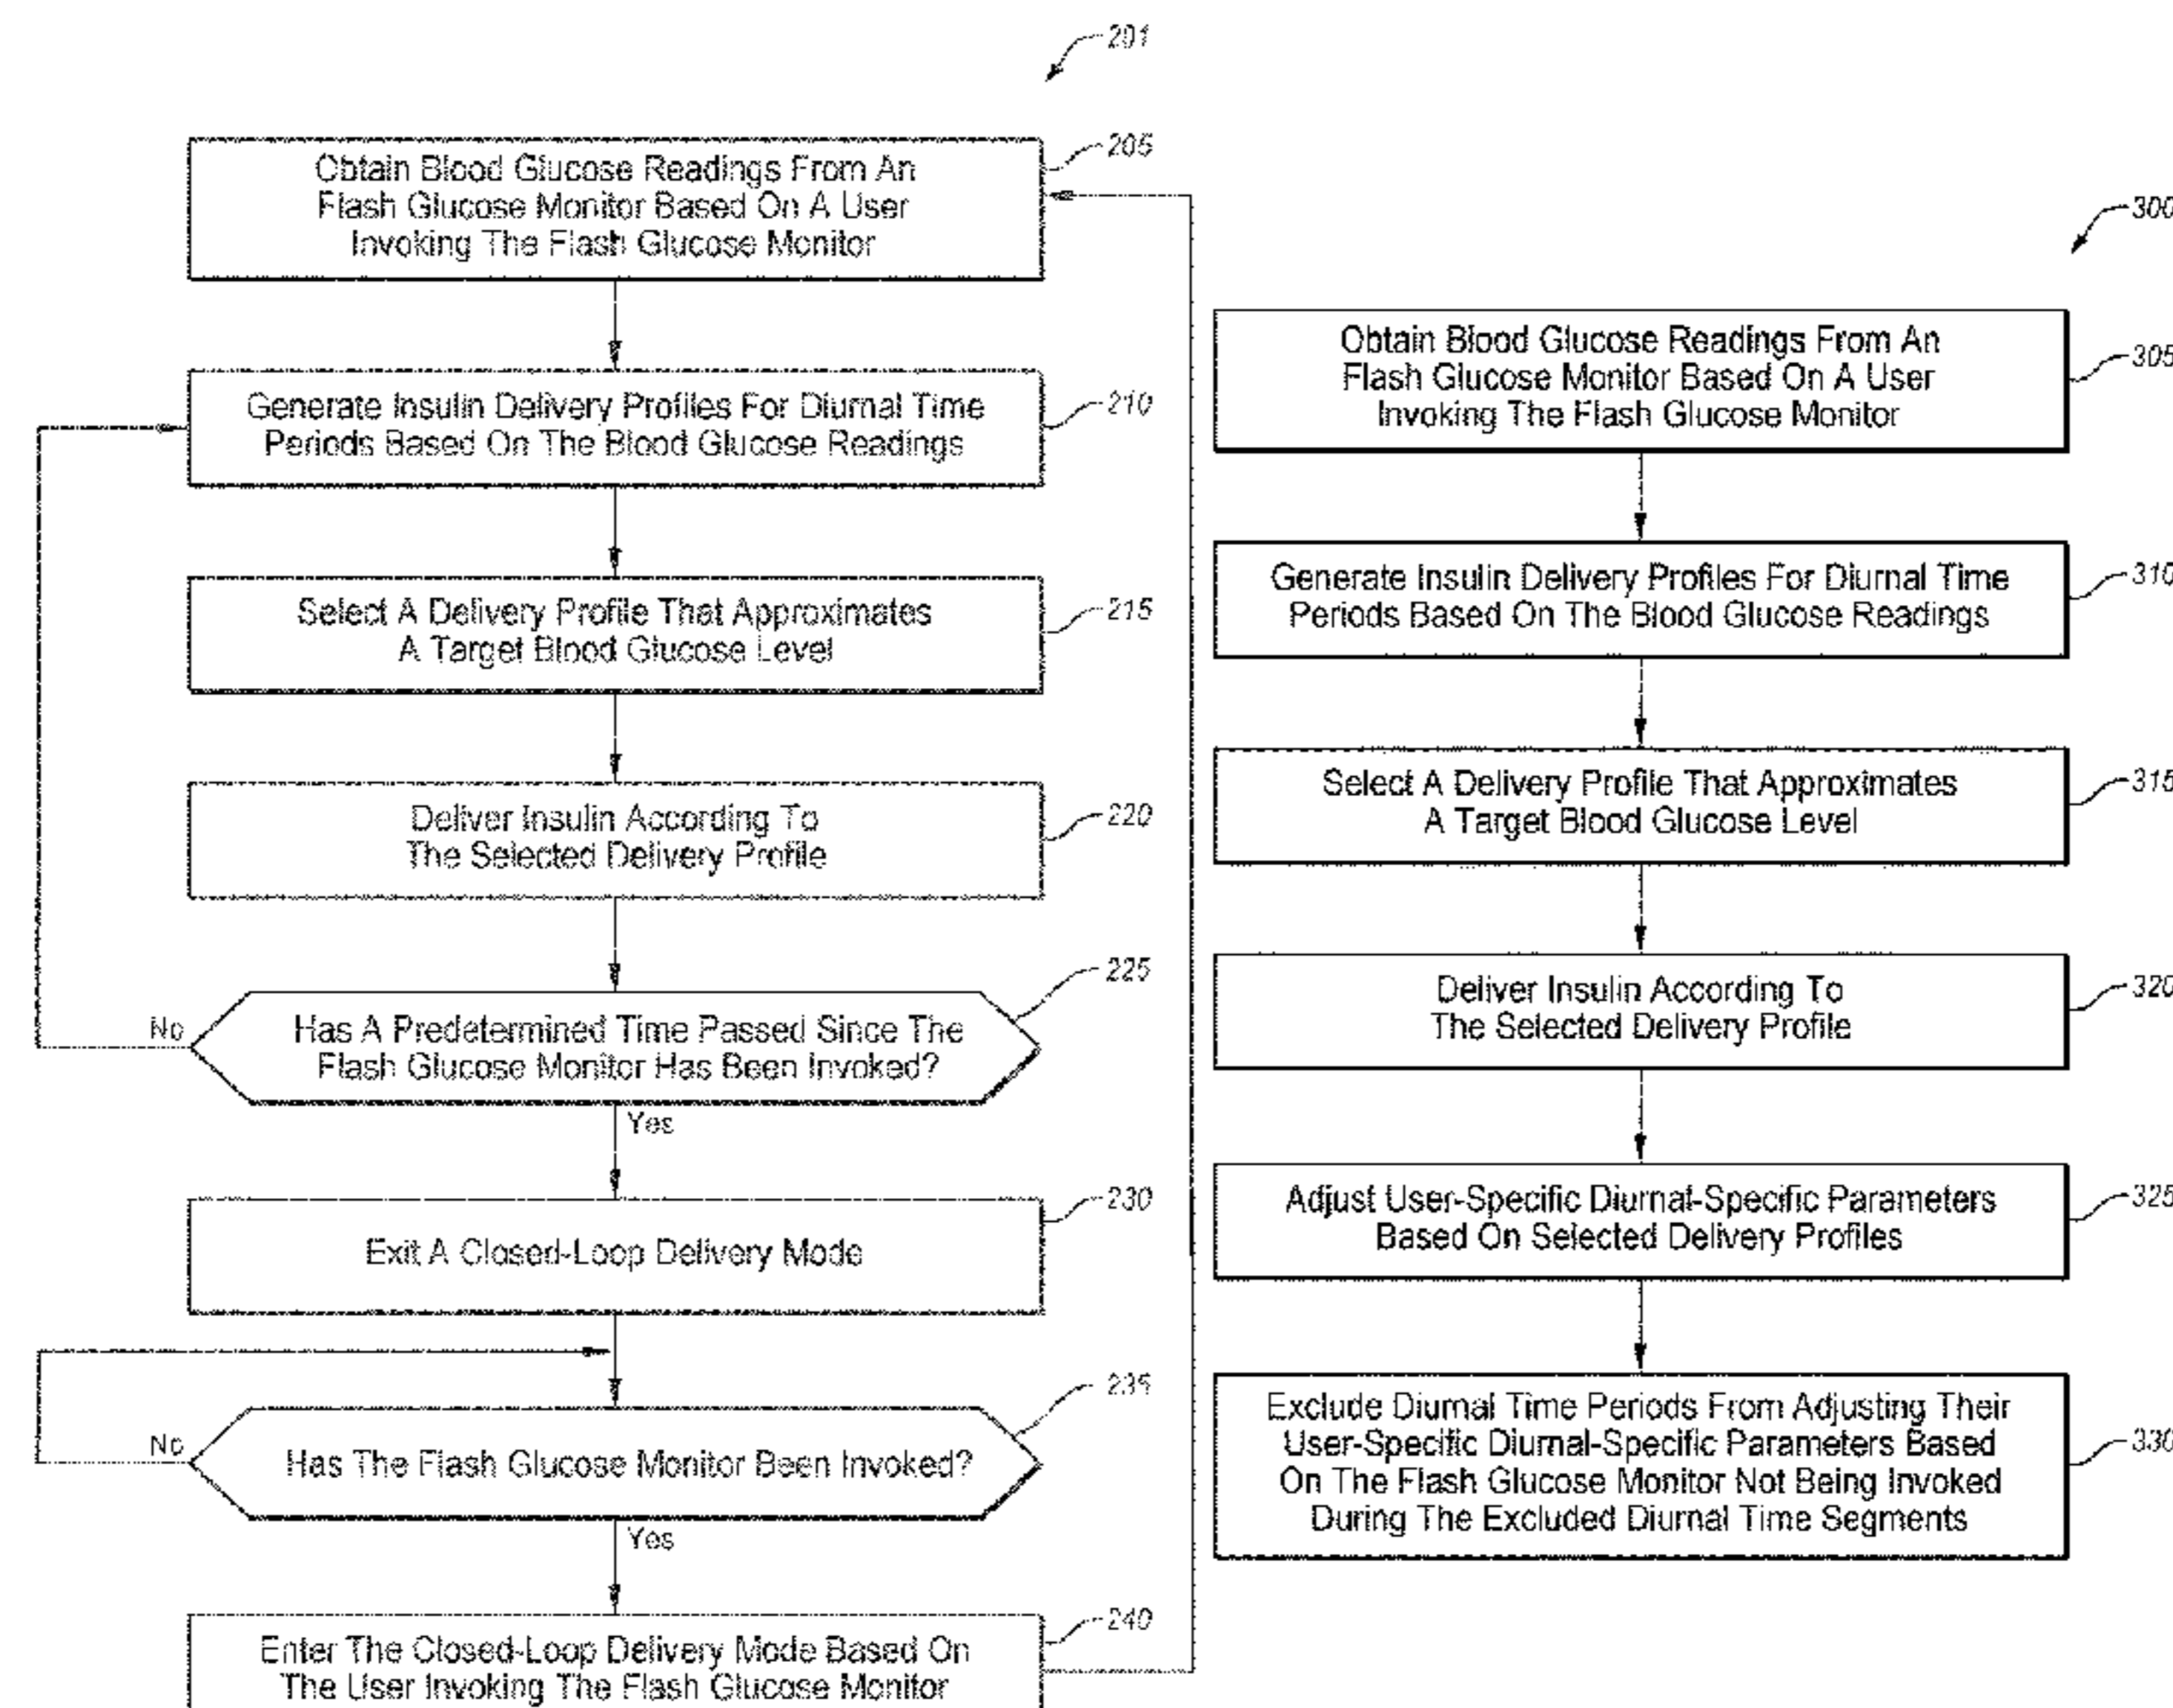 201
205
Obtain Blood Glucose Readings From An
Flash Glucose Monitor Based On A User
Invoking The Flash Glucose Monitor
210
Generate Insulin Delivery Profiles For Diurnal Time
Periods Based On The Blood Glucose Readings
215
Select A Delivery Profile That Approximates
A Target Blood Glucose Level
220
Deliver Insulin According To
The Selected Delivery Profile
225
Has A Predetermined Time Passed Since The
Flash Glucose Monitor Has Been Invoked?
No
Yes
230
Exit A Closed-Loop Delivery Mode
235
Has The Flash Glucose Monitor Been Invoked?
No
Yes
240
Enter The Closed-Loop Delivery Mode Based On
The User Invoking The Flash Glucose Monitor
300
305
Obtain Blood Glucose Readings From An
Flash Glucose Monitor Based On A User
Invoking The Flash Glucose Monitor
310
Generate Insulin Delivery Profiles For Diurnal Time
Periods Based On The Blood Glucose Readings
315
Select A Delivery Profile That Approximates
A Target Blood Glucose Level
320
Deliver Insulin According To
The Selected Delivery Profile
325
Adjust User-Specific Diurnal-Specific Parameters
Based On Selected Delivery Profiles
330
Exclude Diurnal Time Periods From Adjusting Their
User-Specific Diurnal-Specific Parameters Based
On The Flash Glucose Monitor Not Being Invoked
During The Excluded Diurnal Time Segments